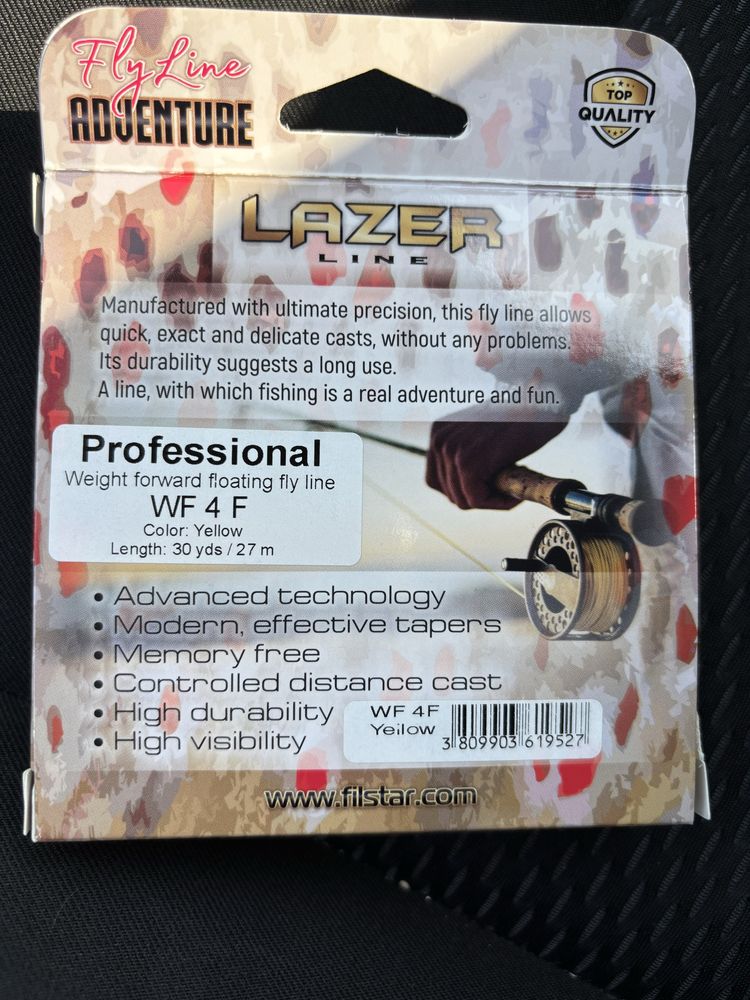 Fly Line
ADVENTURE
TOP
QUALITY
LAZER
LINE
Manufactured with ultimate precision, this fly line allows
quick, exact and delicate casts, without any problems.
Its durability suggests a long use.
A line, with which fishing is a real adventure and fun.
Professional
Weight forward floating fly line
WF 4 F
Color: Yellow
Length: 30 yds / 27 m
• Advanced technology
• Modern, effective tapers
• Memory free
• Controlled distance cast
• High durability
• High visibility
WF 4F
Yellow
3 809903 619527
www.filstar.com